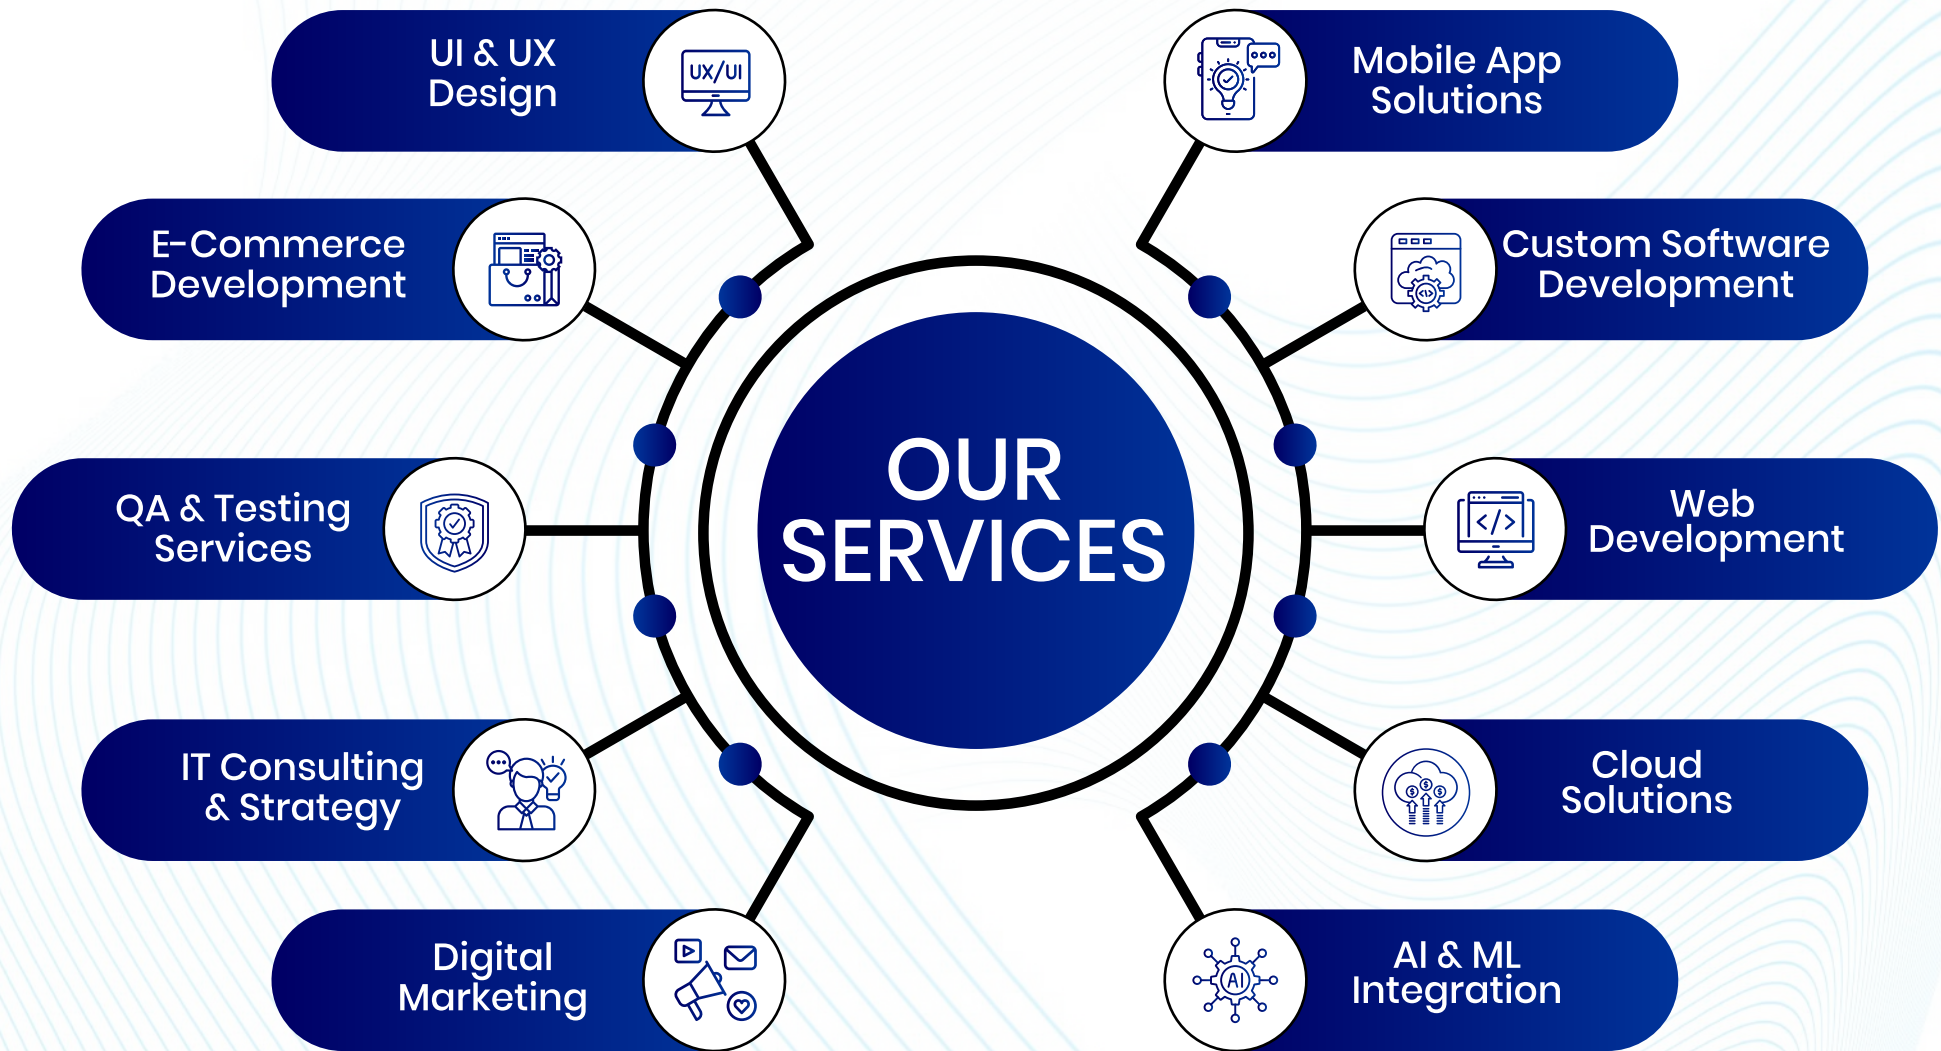 UI & UX
Design
UX/UI
Mobile App
Solutions
E-Commerce
Development
Custom Software
Development
OUR
SERVICES
QA & Testing
Services
Web
Development
</>
IT Consulting
& Strategy
Cloud
Solutions
$ $ $
Digital
Marketing
AI & ML
Integration
AI